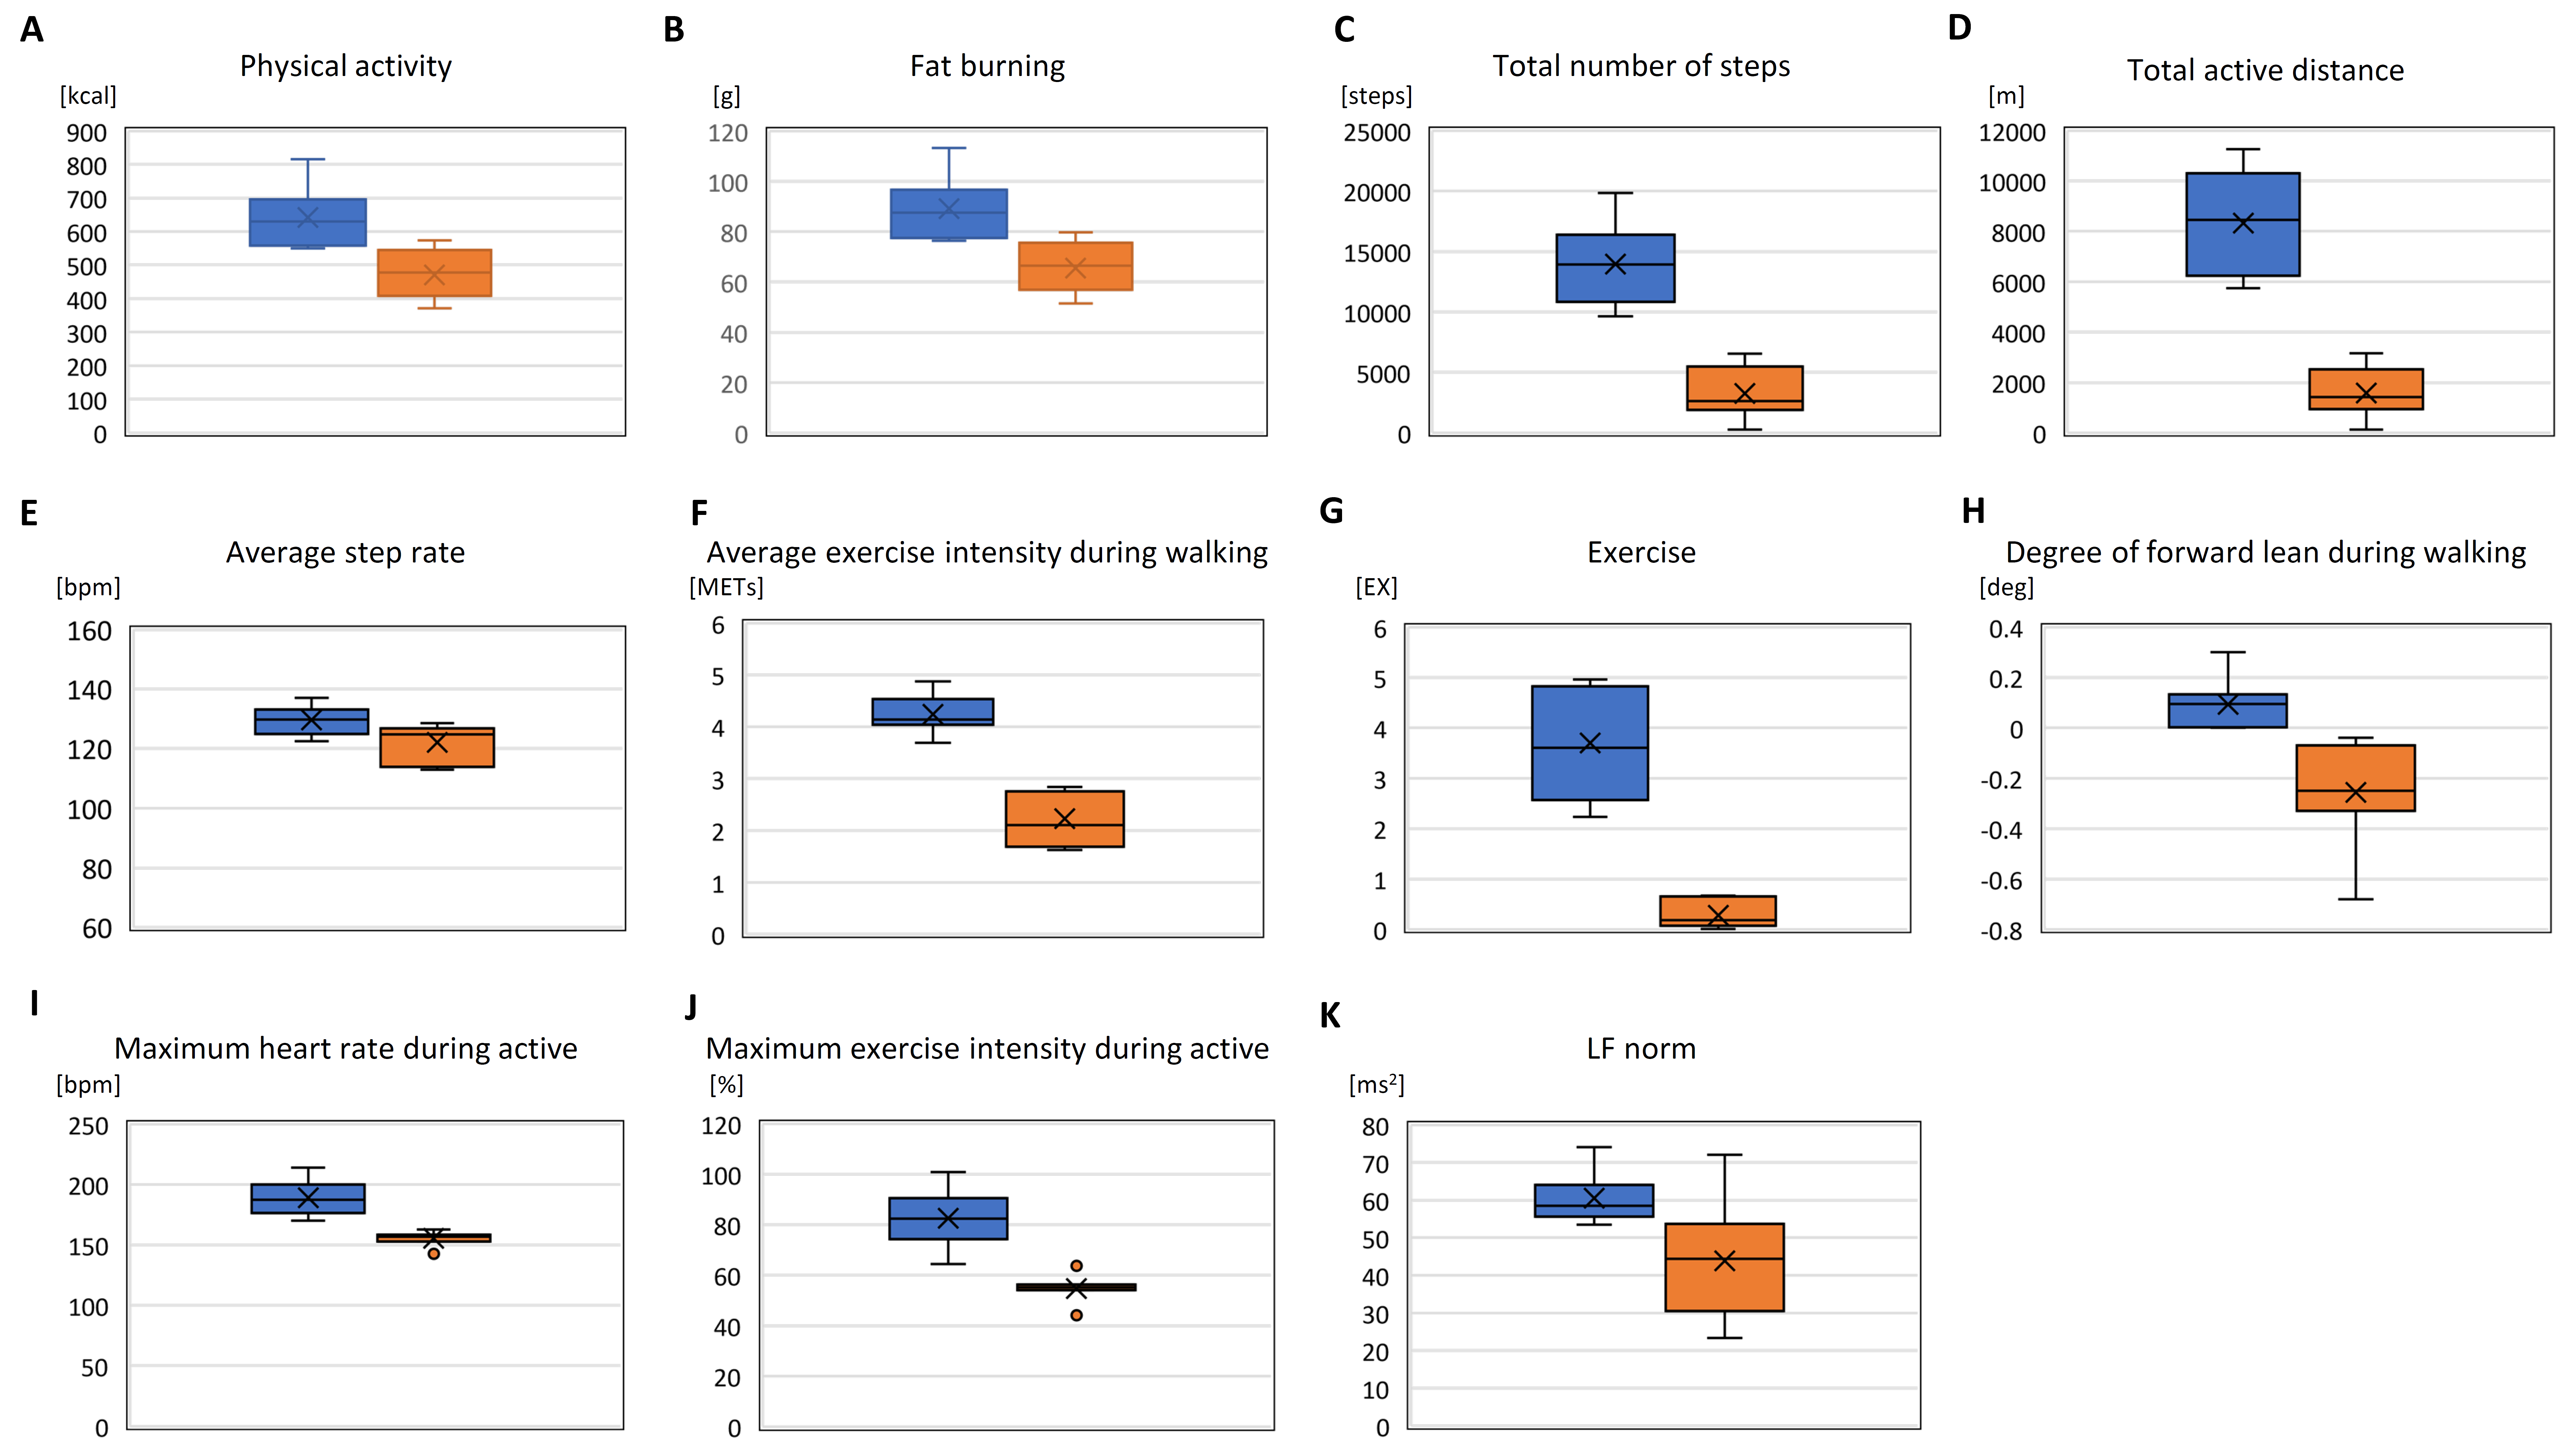 A
Physical activity
[kcal]
900
800
700
600
500
400
300
200
100
0
B
Fat burning
[g]
120
100
80
60
40
20
0
C
Total number of steps
[steps]
25000
20000
15000
10000
5000
0
D
Total active distance
[m]
12000
10000
8000
6000
4000
2000
0
E
Average step rate
[bpm]
160
140
120
100
80
60
F
Average exercise intensity during walking
[METs]
6
5
4
3
2
1
0
G
Exercise
[EX]
6
5
4
3
2
1
0
H
Degree of forward lean during walking
[deg]
0.4
0.2
0
-0.2
-0.4
-0.6
-0.8
I
Maximum heart rate during active
[bpm]
250
200
150
100
50
0
J
Maximum exercise intensity during active
[%]
120
100
80
60
40
20
0
K
LF norm
[ms²]
80
70
60
50
40
30
20
10
0